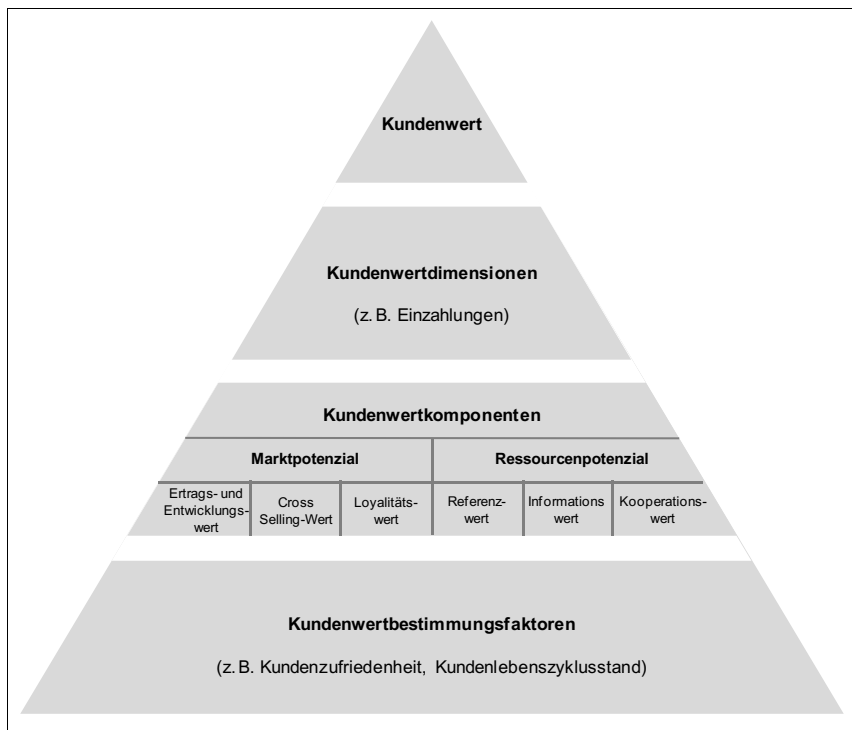 Kundenwert
Kundenwertdimensionen
(z. B. Einzahlungen)
Kundenwertkomponenten
Marktpotenzial
Ressourcenpotenzial
Ertrags- und
Entwicklungs-
wert
Cross
Selling-Wert
Loyalitäts-
wert
Referenz-
wert
Informations
wert
Kooperations-
wert
Kundenwertbestimmungsfaktoren
(z. B. Kundenzufriedenheit, Kundenlebenszyklusstand)